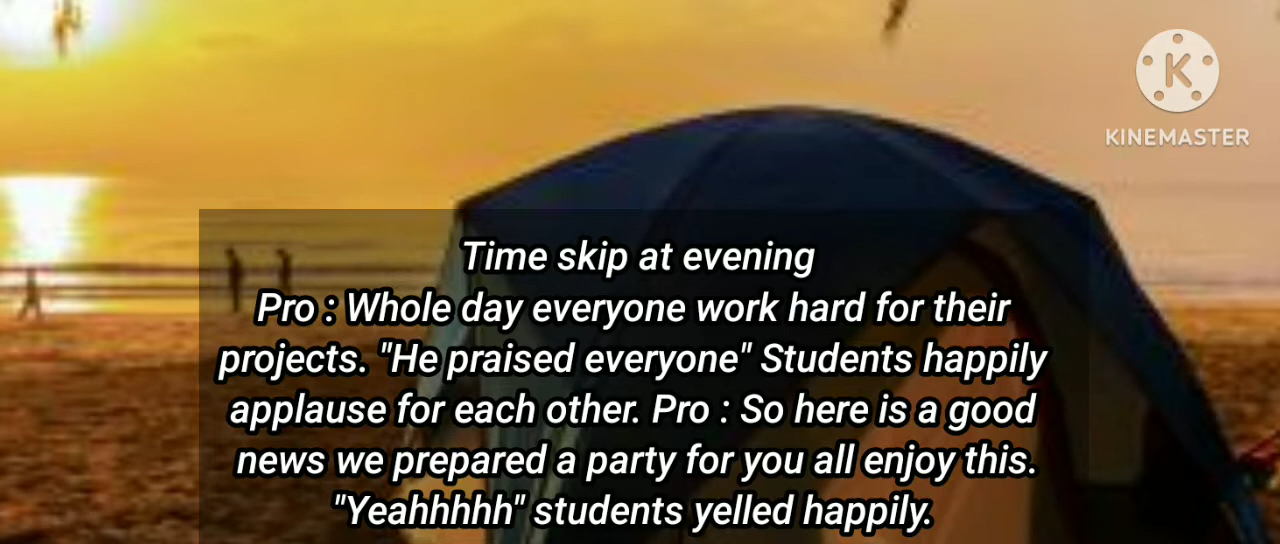 KINEMASTER
Time skip at evening
Pro : Whole day everyone work hard for their
projects. "He praised everyone" Students happily
applause for each other. Pro : So here is a good
news we prepared a party for you all enjoy this.
"Yeahhhhh" students yelled happily.